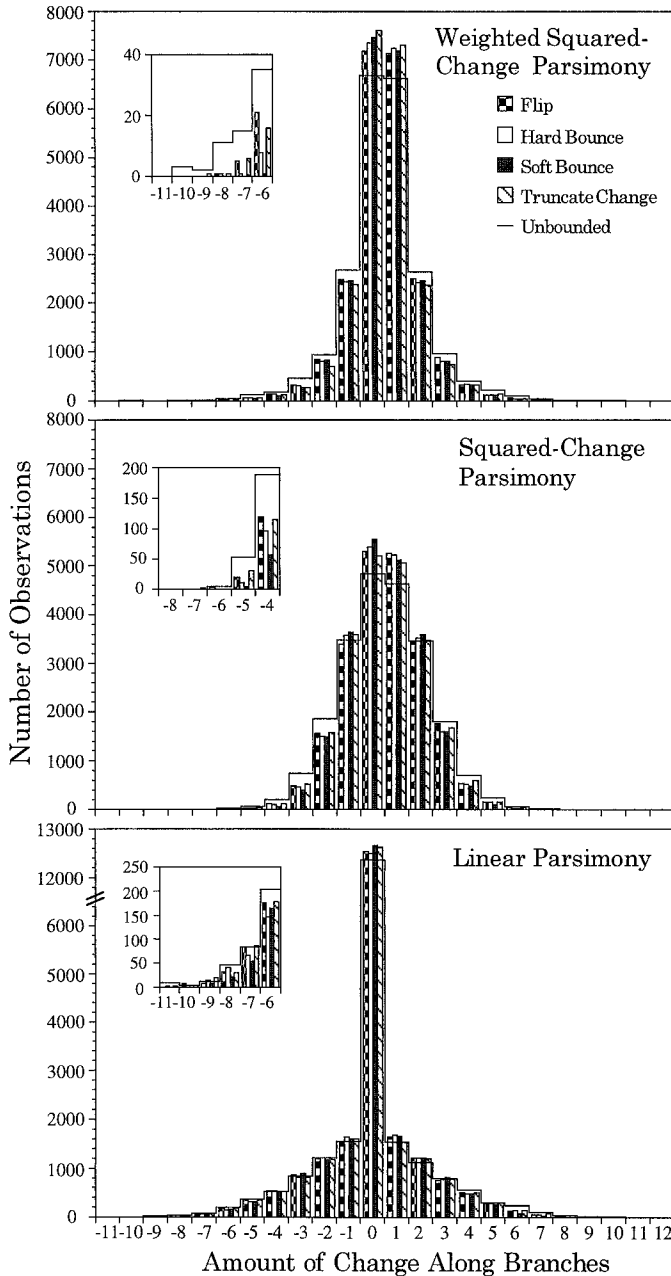 8000
7000
6000
5000
4000
3000
2000
1000
0
40
20
0
-11 -10 -9 -8 -7 -6
Weighted Squared-
Change Parsimony
Flip
Hard Bounce
Soft Bounce
Truncate Change
Unbounded
Number of Observations
8000
7000
6000
5000
4000
3000
2000
1000
0
200
150
100
50
0
-8 -7 -6 -5 -4
Squared-Change
Parsimony
13000
12000
6000
5000
4000
3000
2000
1000
0
250
200
150
100
50
0
-11 -10 -9 -8 -7 -6
Linear Parsimony
-11 -10 -9 -8 -7 -6 -5 -4 -3 -2 -1 0 1 2 3 4 5 6 7 8 9 10 11 12
Amount of Change Along Branches